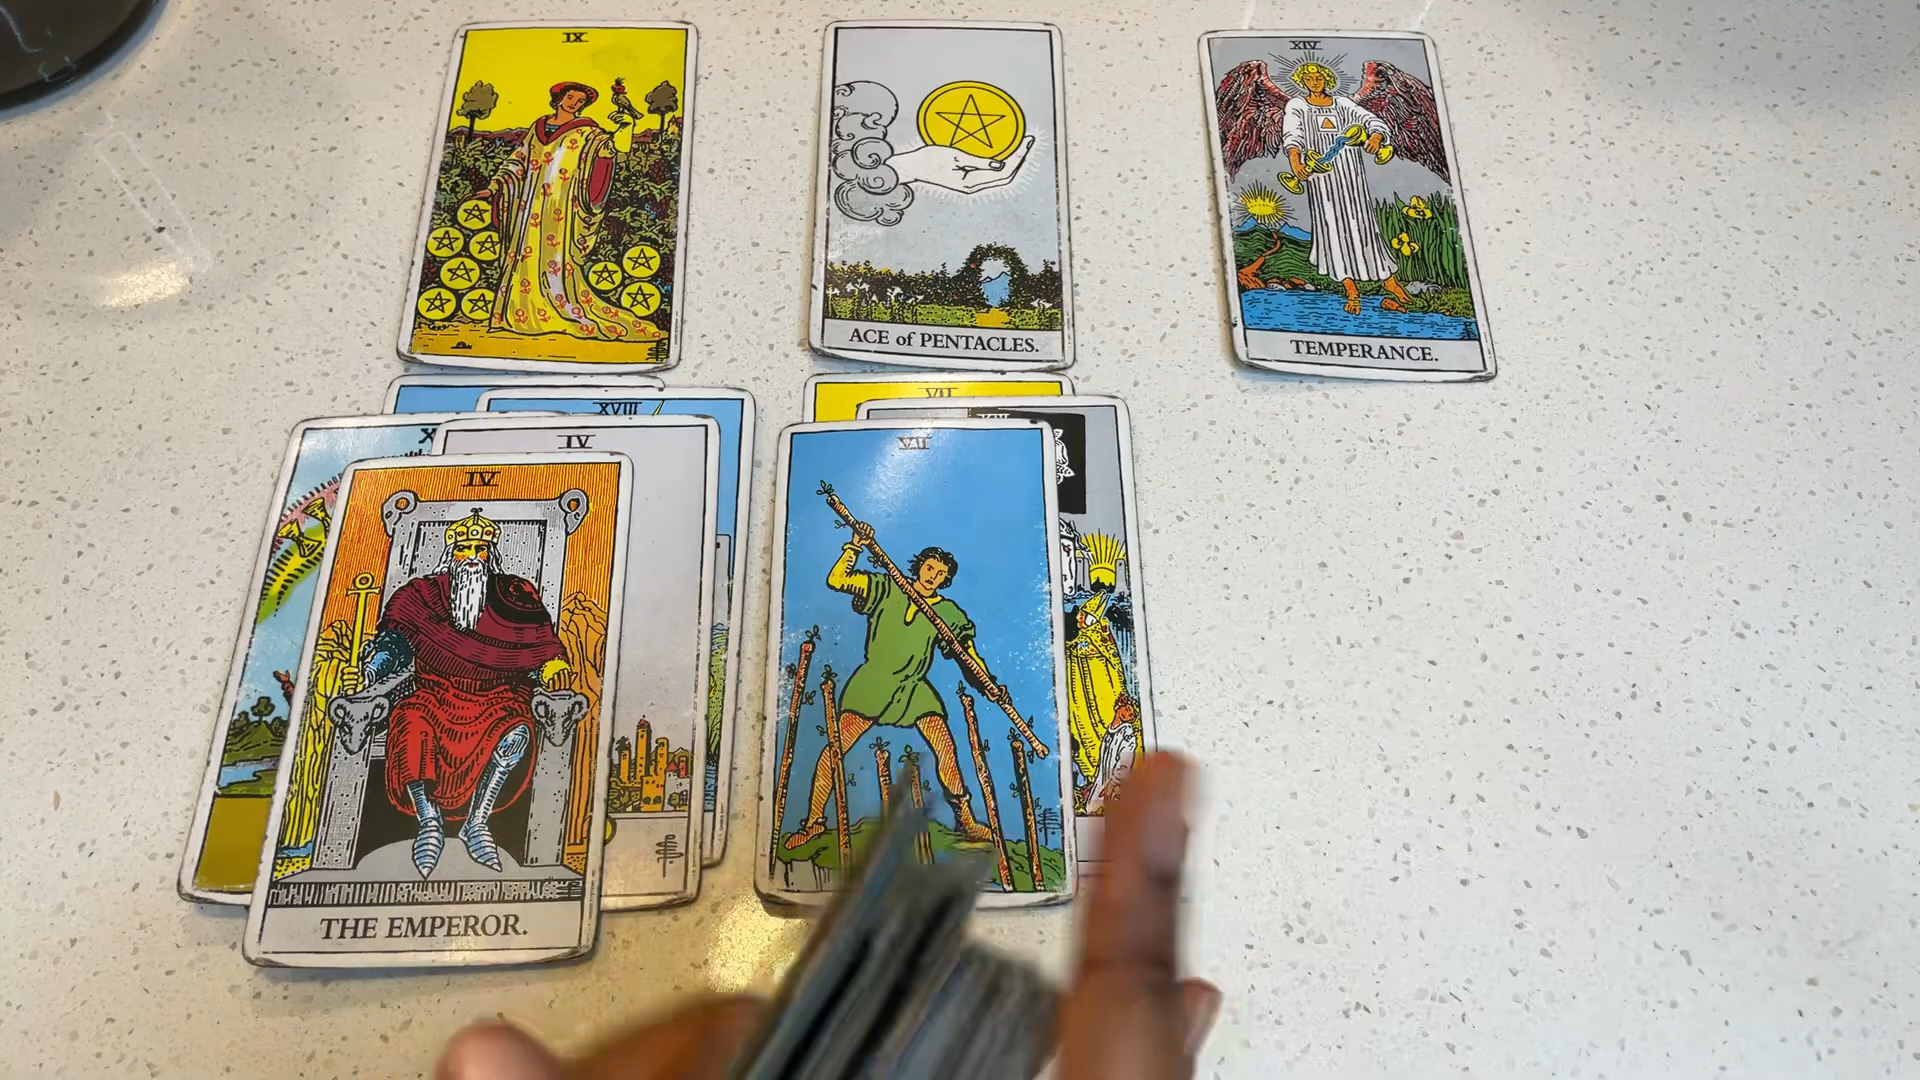 IX
XIV
ACE of PENTACLES.
TEMPERANCE.
VII
XVIII
IV
VII
IV
THE EMPEROR.